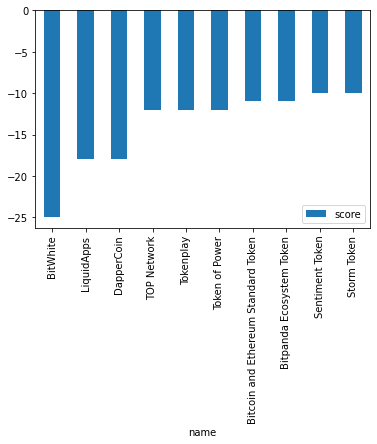 0
−5
−10
−15
−20
−25
score
BitWhite
LiquidApps
DapperCoin
TOP Network
Tokenplay
Token of Power
Bitcoin and Ethereum Standard Token
Bitpanda Ecosystem Token
Sentiment Token
Storm Token
name